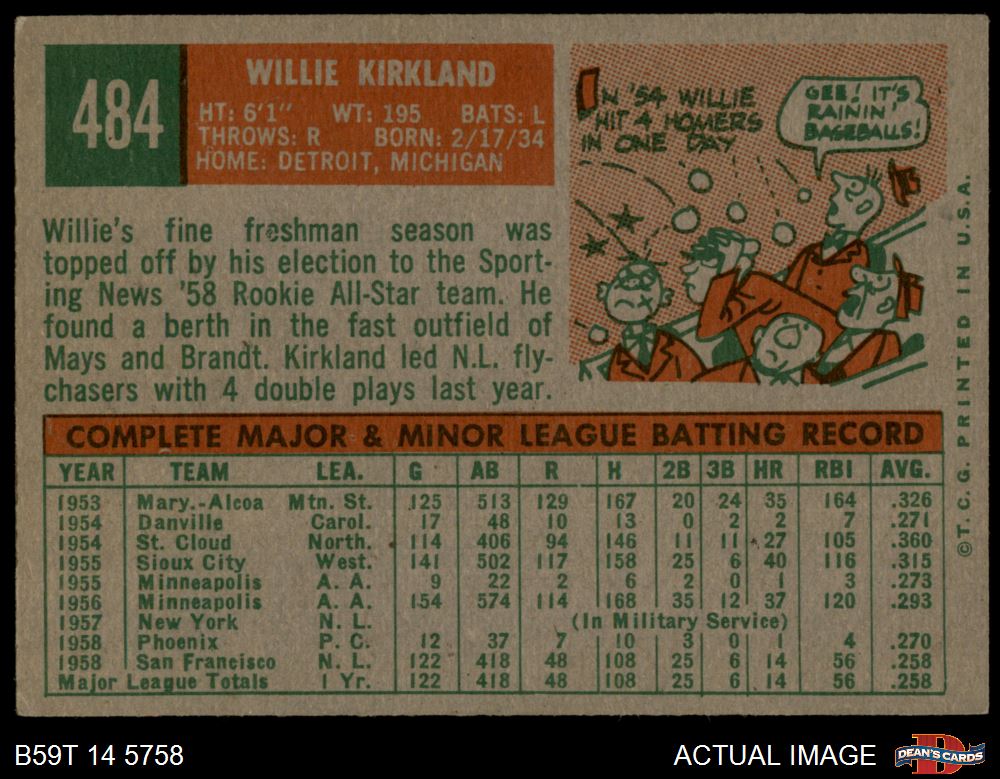 484
WILLIE KIRKLAND
HT: 6'1" WT: 195 BATS: L
THROWS: R BORN: 2/17/34
HOME: DETROIT, MICHIGAN
IN '54 WILLIE
HIT 4 HOMERS
IN ONE DAY
GEE! IT'S
RAININ'
BASEBALLS!
Willie's fine freshman season was
topped off by his election to the Sport-
ing News '58 Rookie All-Star team. He
found a berth in the fast outfield of
Mays and Brandt. Kirkland led N.L. fly-
chasers with 4 double plays last year.
COMPLETE MAJOR & MINOR LEAGUE BATTING RECORD
YEAR TEAM LEA. G AB R H 2B 3B HR RBI AVG.
1953 Mary.-Alcoa Mtn. St. 125 513 129 167 20 24 35 164 .326
1954 Danville Carol. 17 48 10 13 0 2 2 7 .271
1954 St. Cloud North. 114 406 94 146 11 11 27 105 .360
1955 Sioux City West. 141 502 117 158 25 6 40 116 .315
1955 Minneapolis A. A. 9 22 2 6 2 0 1 3 .273
1956 Minneapolis A. A. 154 574 114 168 35 12 37 120 .293
1957 New York N. L. (In Military Service)
1958 Phoenix P. C. 12 37 7 10 3 0 1 4 .270
1958 San Francisco N. L. 122 418 48 108 25 6 14 56 .258
Major League Totals 1 Yr. 122 418 48 108 25 6 14 56 .258
©T.C.G. PRINTED IN U.S.A.
B59T 14 5758
ACTUAL IMAGE
D
DEAN'S CARDS